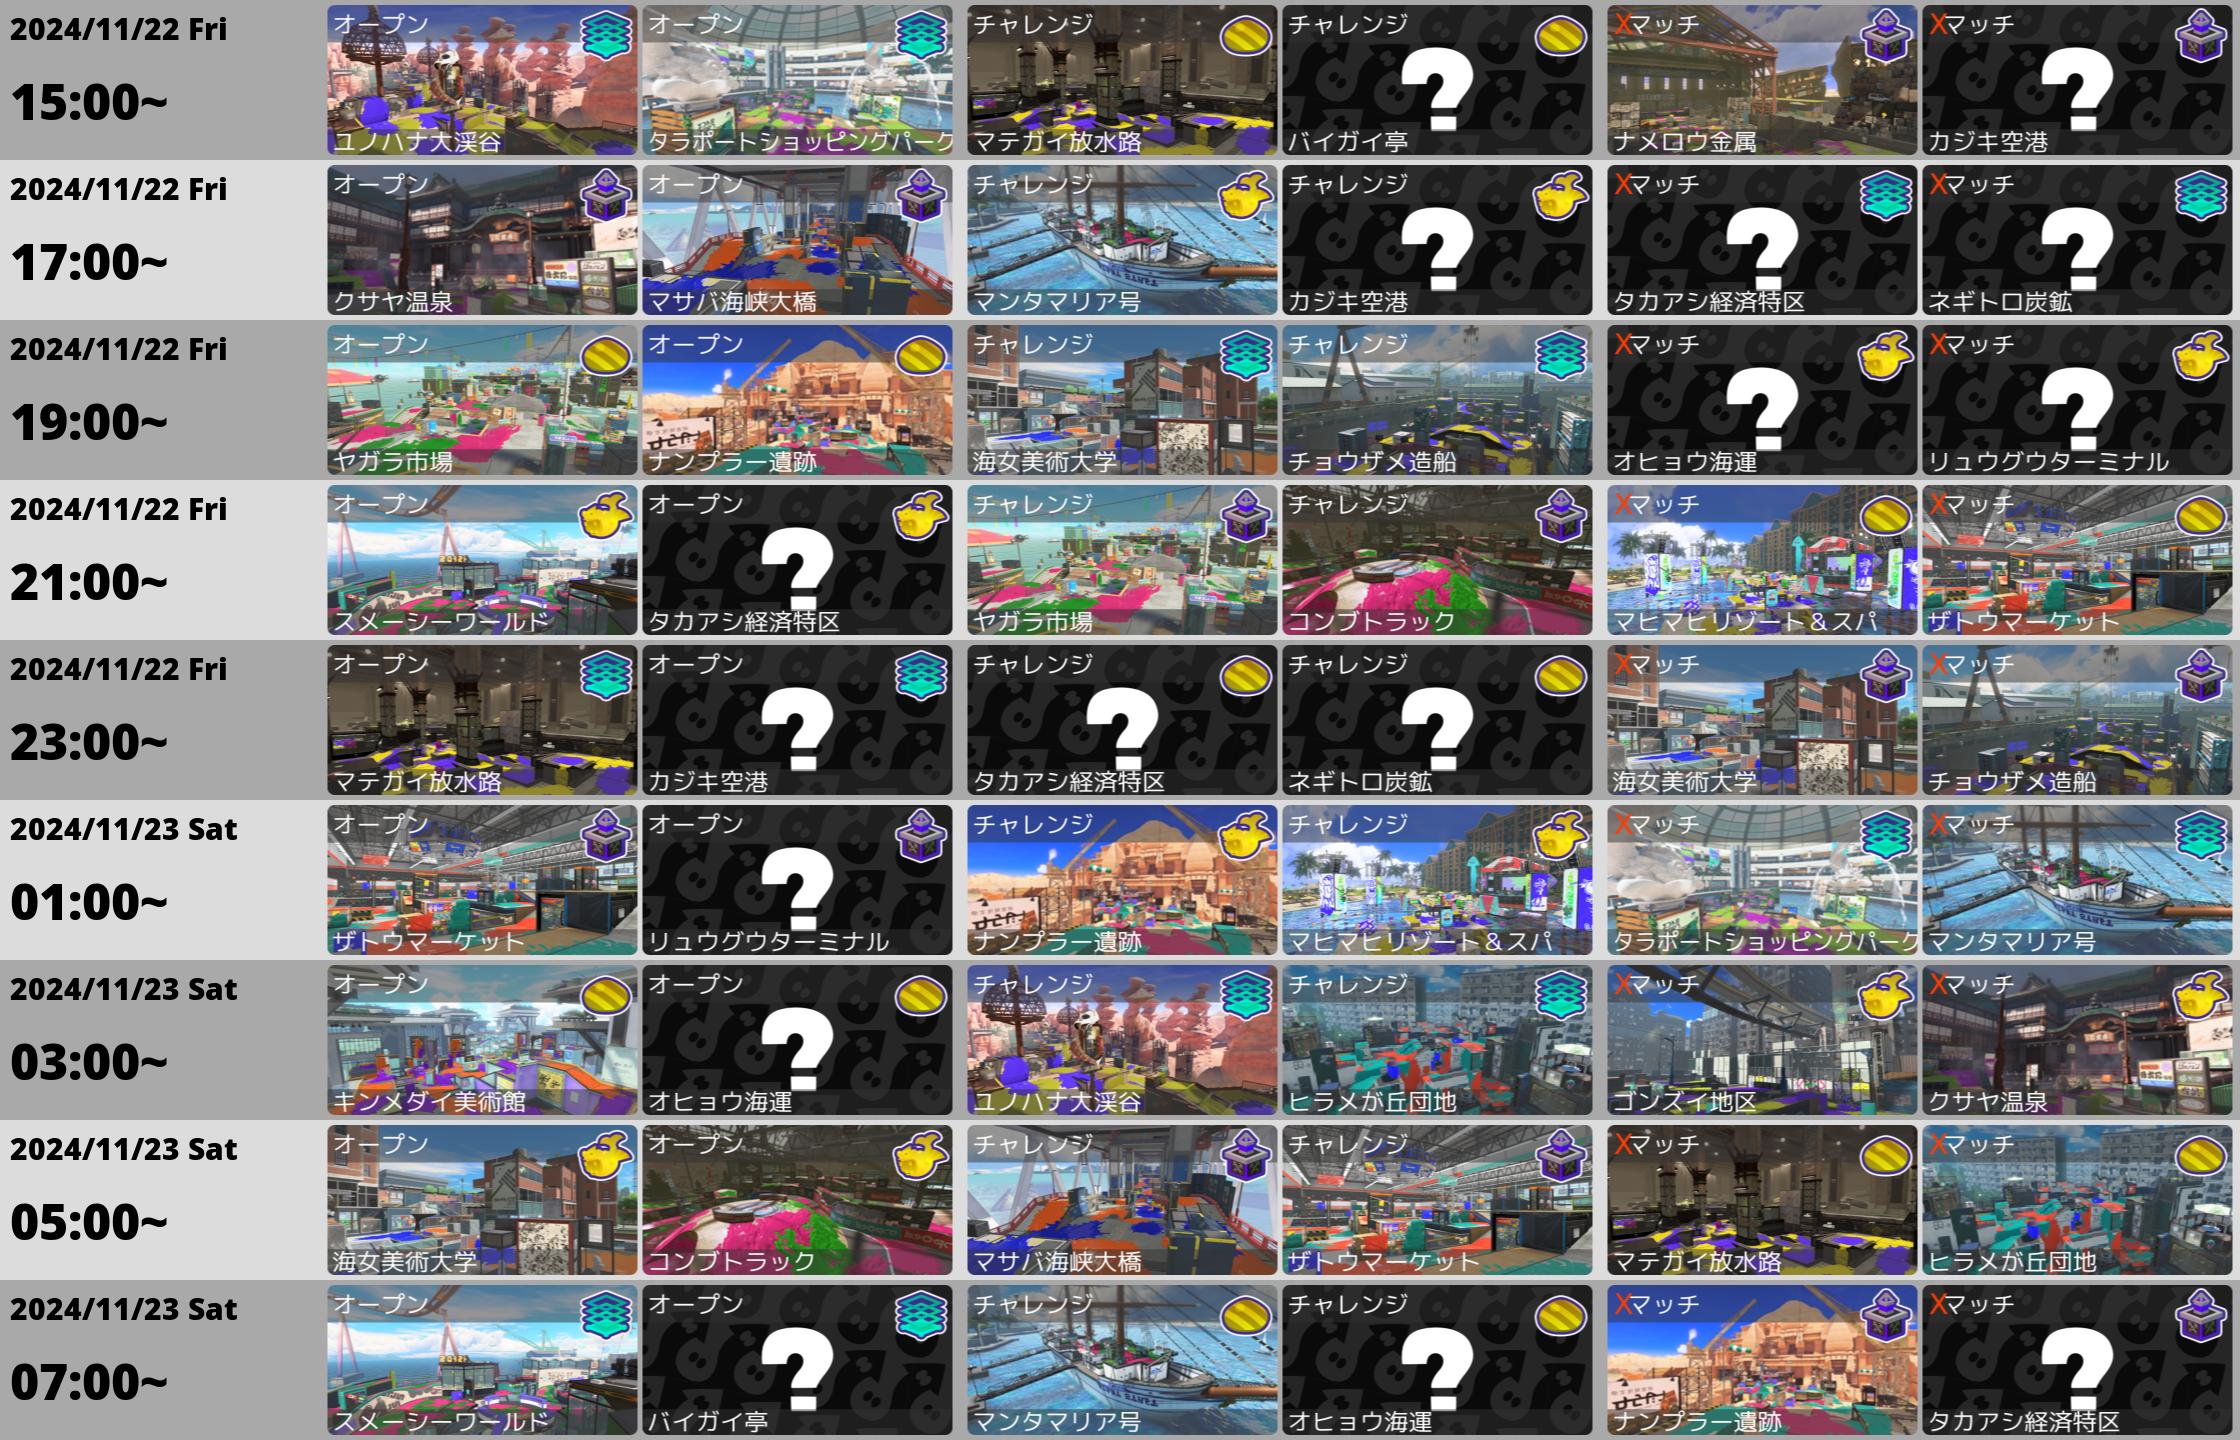 2024/11/22 Fri
15:00~
オープン
ユノハナ大渓谷
オープン
タラポートショッピングパーク
チャレンジ
マテガイ放水路
チャレンジ
バイガイ亭
Xマッチ
ナメロウ金属
Xマッチ
カジキ空港
2024/11/22 Fri
17:00~
オープン
クサヤ温泉
オープン
マサバ海峡大橋
チャレンジ
マンタマリア号
チャレンジ
カジキ空港
Xマッチ
タカアシ経済特区
Xマッチ
ネギトロ炭鉱
2024/11/22 Fri
19:00~
オープン
ヤガラ市場
オープン
ナンプラー遺跡
チャレンジ
海女美術大学
チャレンジ
チョウザメ造船
Xマッチ
オヒョウ海運
Xマッチ
リュウグウターミナル
2024/11/22 Fri
21:00~
オープン
スメーシーワールド
オープン
タカアシ経済特区
チャレンジ
ヤガラ市場
チャレンジ
コンブトラック
Xマッチ
マヒマヒリゾート＆スパ
Xマッチ
ザトウマーケット
2024/11/22 Fri
23:00~
オープン
マテガイ放水路
オープン
カジキ空港
チャレンジ
タカアシ経済特区
チャレンジ
ネギトロ炭鉱
Xマッチ
海女美術大学
Xマッチ
チョウザメ造船
2024/11/23 Sat
01:00~
オープン
ザトウマーケット
オープン
リュウグウターミナル
チャレンジ
ナンプラー遺跡
チャレンジ
マヒマヒリゾート＆スパ
Xマッチ
タラポートショッピングパーク
Xマッチ
マンタマリア号
2024/11/23 Sat
03:00~
オープン
キンメダイ美術館
オープン
オヒョウ海運
チャレンジ
ユノハナ大渓谷
チャレンジ
ヒラメが丘団地
Xマッチ
ゴンズイ地区
Xマッチ
クサヤ温泉
2024/11/23 Sat
05:00~
オープン
海女美術大学
オープン
コンブトラック
チャレンジ
マサバ海峡大橋
チャレンジ
ザトウマーケット
Xマッチ
マテガイ放水路
Xマッチ
ヒラメが丘団地
2024/11/23 Sat
07:00~
オープン
スメーシーワールド
オープン
バイガイ亭
チャレンジ
マンタマリア号
チャレンジ
オヒョウ海運
Xマッチ
ナンプラー遺跡
Xマッチ
タカアシ経済特区